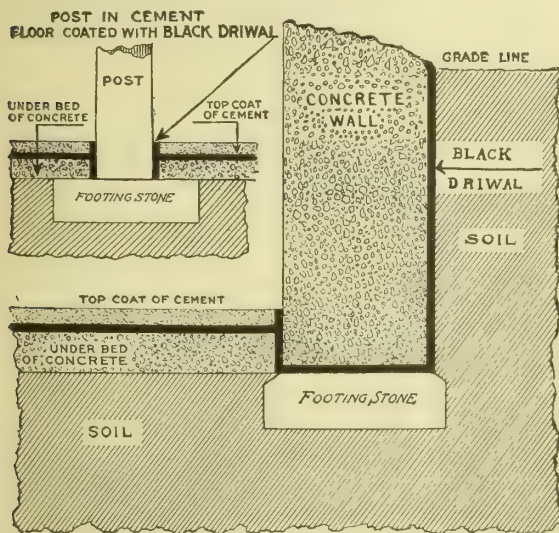 POST IN CEMENT
FLOOR COATED WITH BLACK DRIWAL
POST
UNDER BED
OF CONCRETE
TOP COAT
OF CEMENT
FOOTING STONE
GRADE LINE
CONCRETE
WALL
BLACK
DRIWAL
SOIL
TOP COAT OF CEMENT
UNDER BED
OF CONCRETE
FOOTING STONE
SOIL